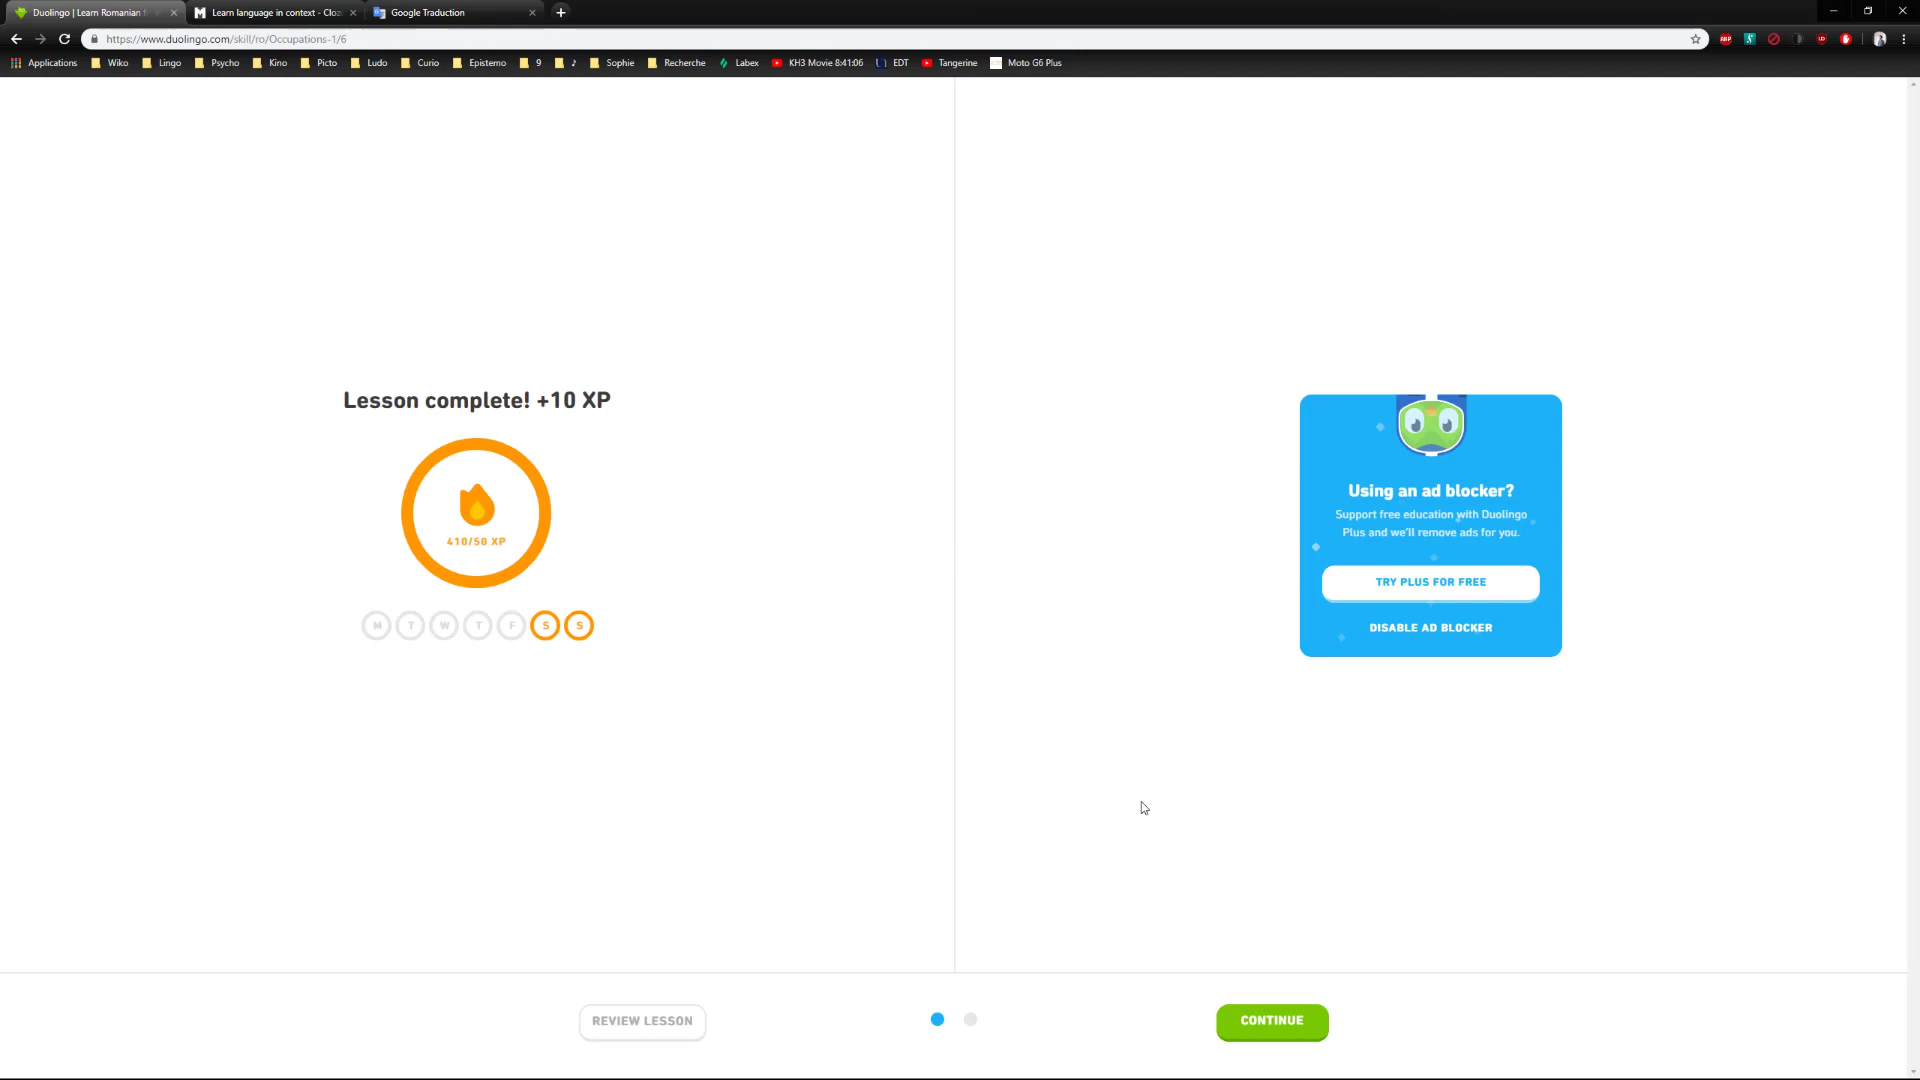 Duolingo | Learn Romanian f
Learn language in context - Cloz
Google Traduction
https://www.duolingo.com/skill/ro/Occupations-1/6
ABP
Applications
Wiko
Lingo
Psycho
Kino
Picto
Ludo
Curio
Epistemo
9
♪
Sophie
Recherche
Labex
KH3 Movie 8:41:06
EDT
Tangerine
Moto G6 Plus
Lesson complete! +10 XP
410/50 XP
M T W T F S S
Using an ad blocker?
Support free education with Duolingo
Plus and we'll remove ads for you.
TRY PLUS FOR FREE
DISABLE AD BLOCKER
REVIEW LESSON
CONTINUE